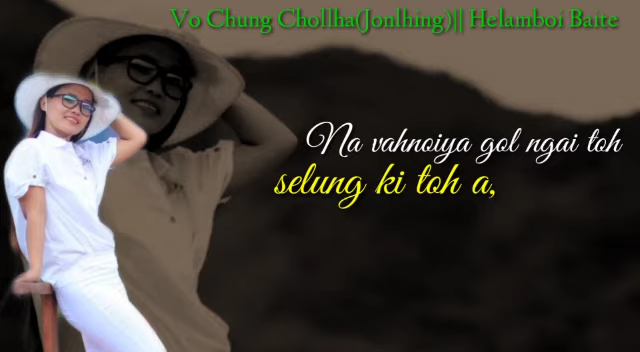 Vo Chung Chollha(Jonlhing)|| Helamboi Baite
Na vahnoiya gol ngai toh
selung ki toh a,